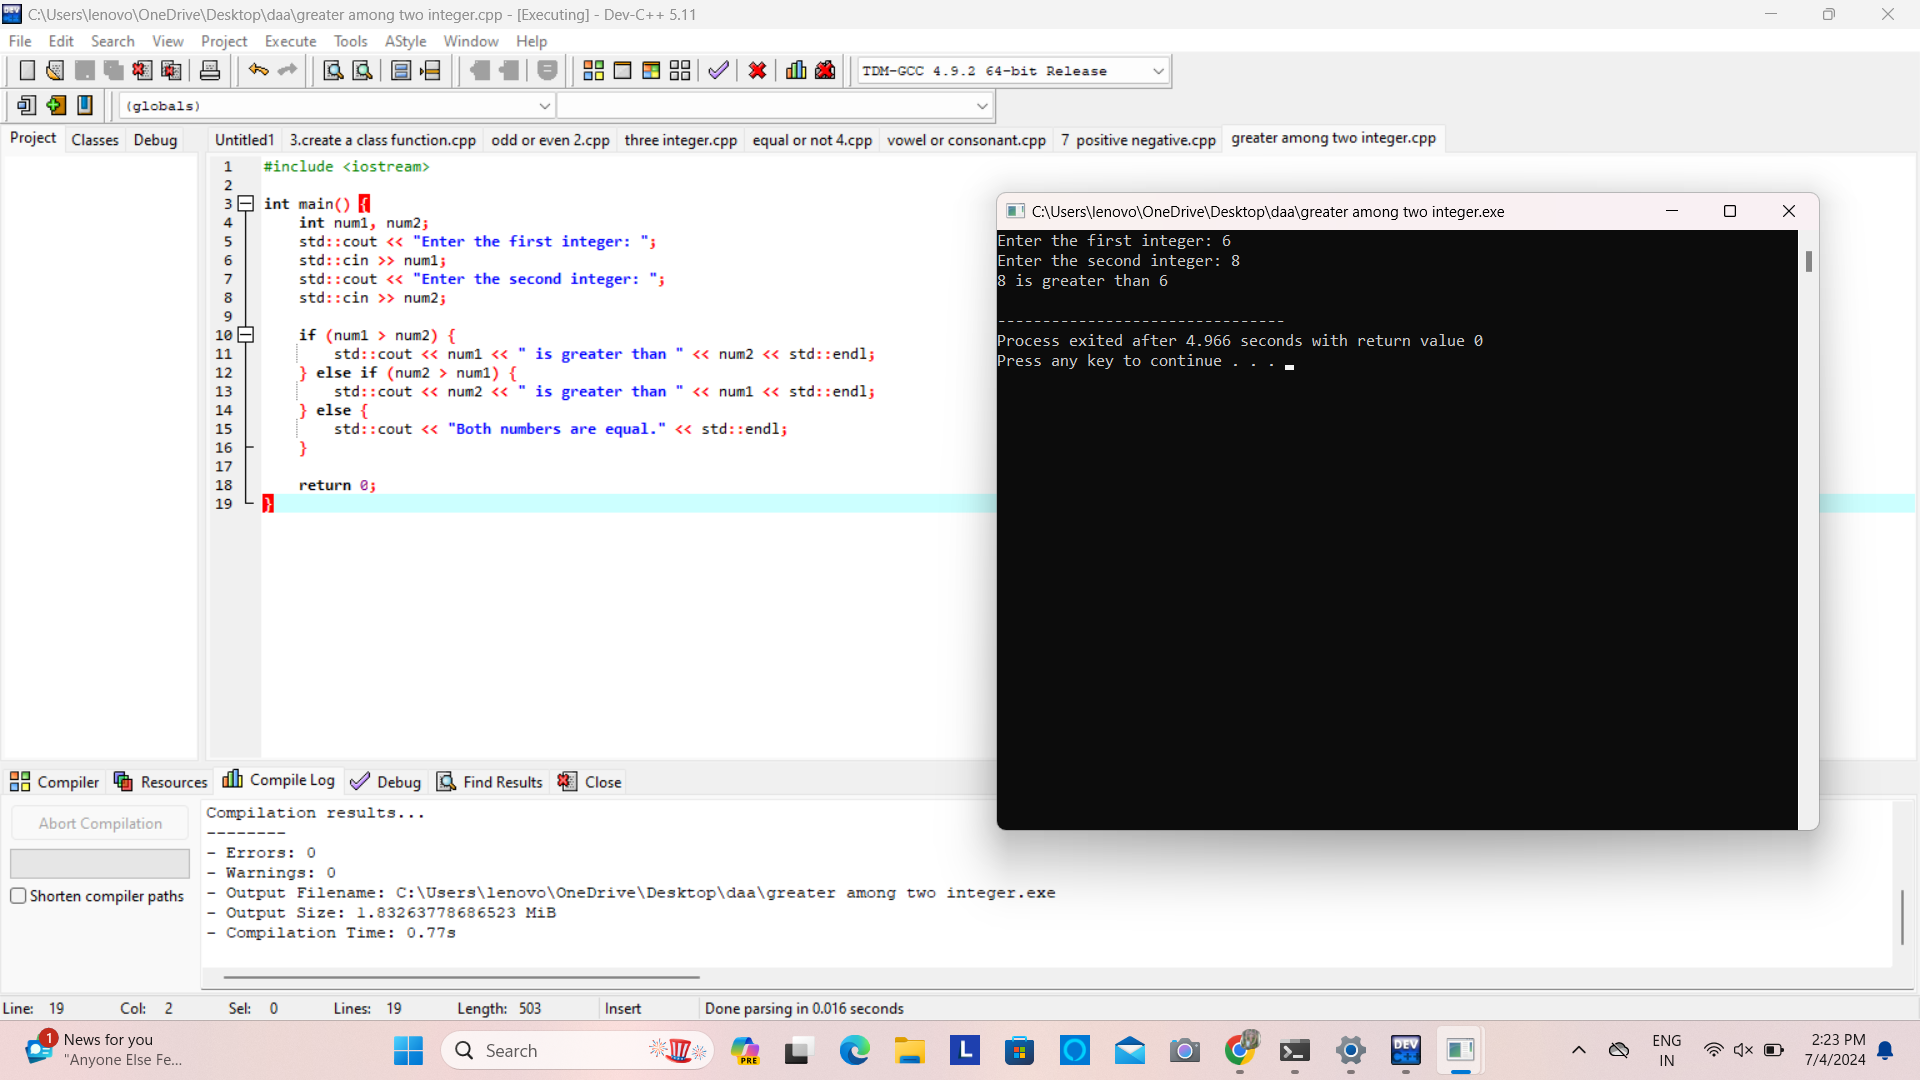 C:\Users\lenovo\OneDrive\Desktop\daa\greater among two integer.cpp - [Executing] - Dev-C++ 5.11
File Edit Search View Project Execute Tools AStyle Window Help
TDM-GCC 4.9.2 64-bit Release
(globals)
Project Classes Debug
Untitled1 3.create a class function.cpp odd or even 2.cpp three integer.cpp equal or not 4.cpp vowel or consonant.cpp 7 positive negative.cpp greater among two integer.cpp
1 #include <iostream>
2
3 int main() {
4     int num1, num2;
5     std::cout << "Enter the first integer: ";
6     std::cin >> num1;
7     std::cout << "Enter the second integer: ";
8     std::cin >> num2;
9
10     if (num1 > num2) {
11         std::cout << num1 << " is greater than " << num2 << std::endl;
12     } else if (num2 > num1) {
13         std::cout << num2 << " is greater than " << num1 << std::endl;
14     } else {
15         std::cout << "Both numbers are equal." << std::endl;
16     }
17
18     return 0;
19 }
C:\Users\lenovo\OneDrive\Desktop\daa\greater among two integer.exe
Enter the first integer: 6
Enter the second integer: 8
8 is greater than 6
--------------------------------
Process exited after 4.966 seconds with return value 0
Press any key to continue . . .
Compiler Resources Compile Log Debug Find Results Close
Abort Compilation
Shorten compiler paths
Compilation results...
--------
- Errors: 0
- Warnings: 0
- Output Filename: C:\Users\lenovo\OneDrive\Desktop\daa\greater among two integer.exe
- Output Size: 1.83263778686523 MiB
- Compilation Time: 0.77s
Line: 19 Col: 2 Sel: 0 Lines: 19 Length: 503 Insert Done parsing in 0.016 seconds
1
News for you
"Anyone Else Fe...
Search
PRE
L
DEV
ENG
IN
2:23 PM
7/4/2024